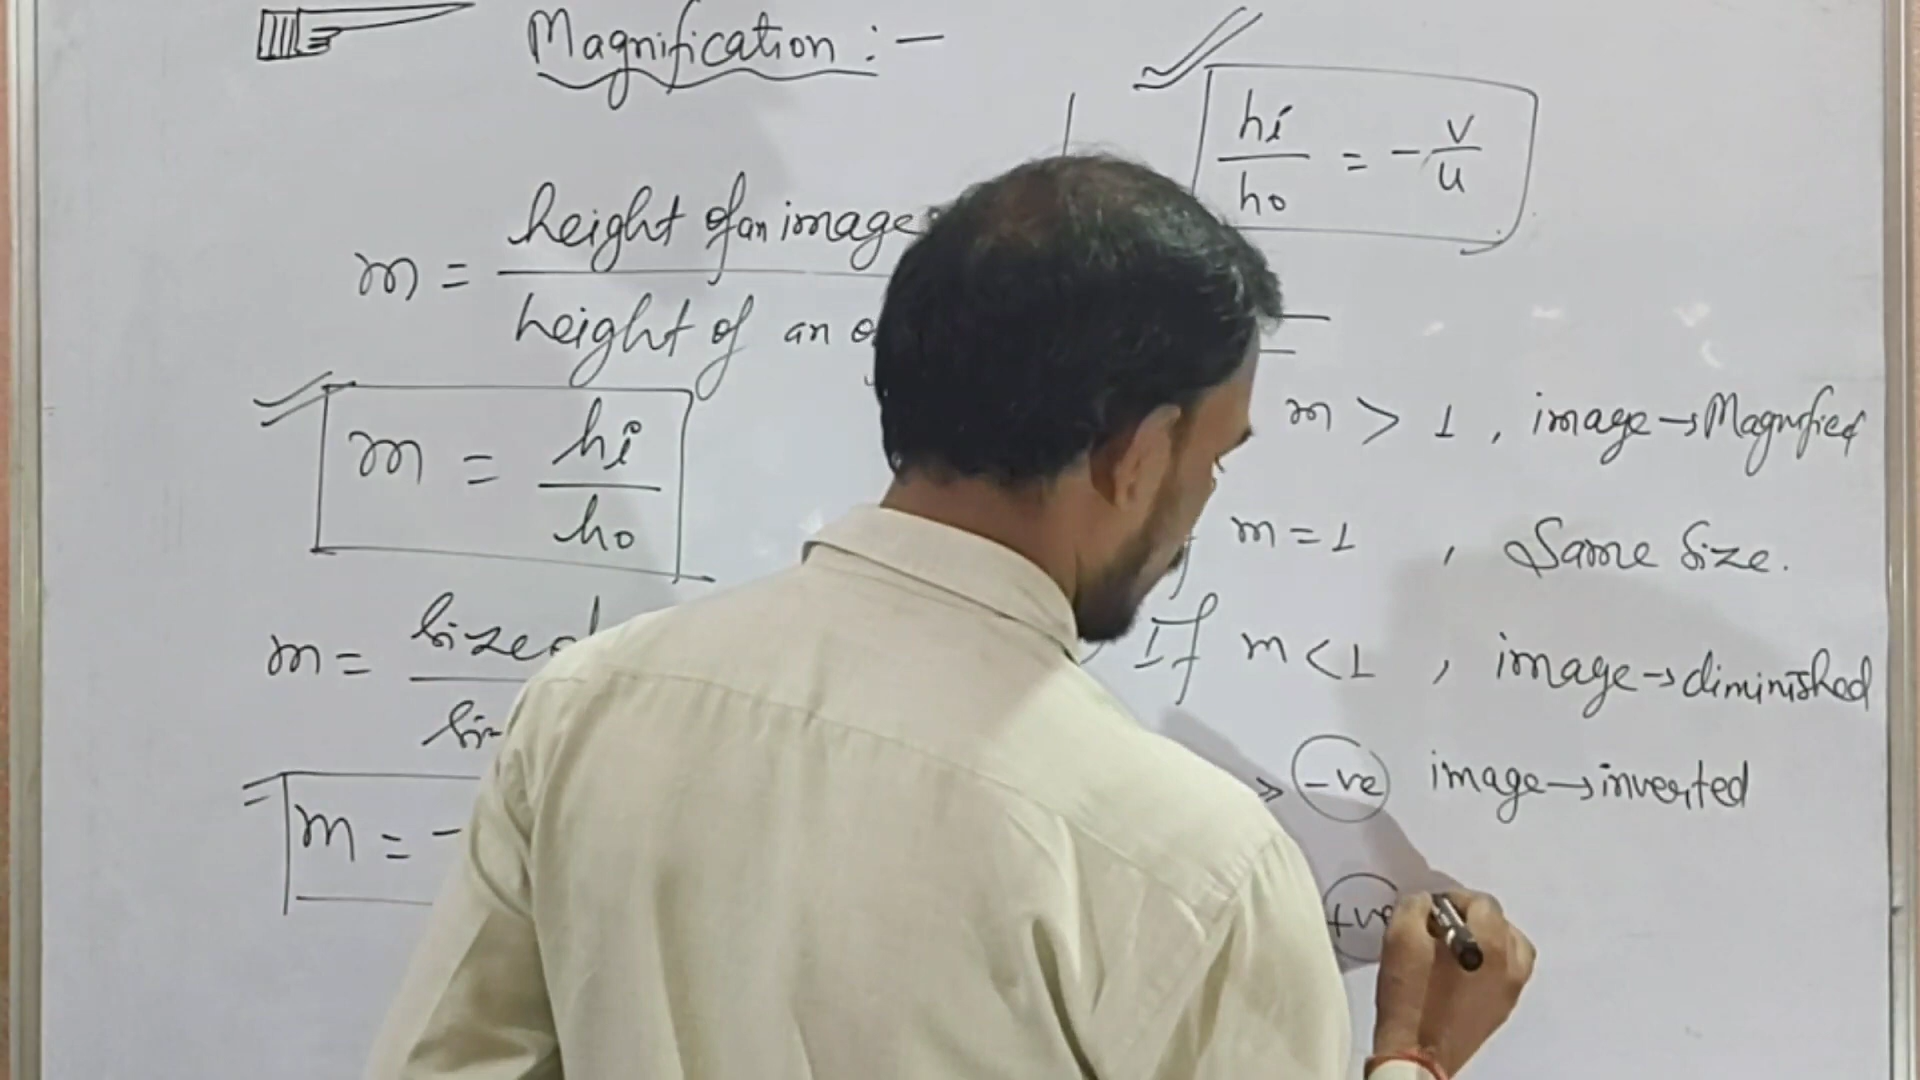 Magnification :-
m = height of an image
height of an
m = hi
ho
m = size
m = -
hi = - v
ho u
m > 1 , image → Magnified
m = 1 , Same Size.
If m < 1 , image → diminished
-ve image → inverted
+ve